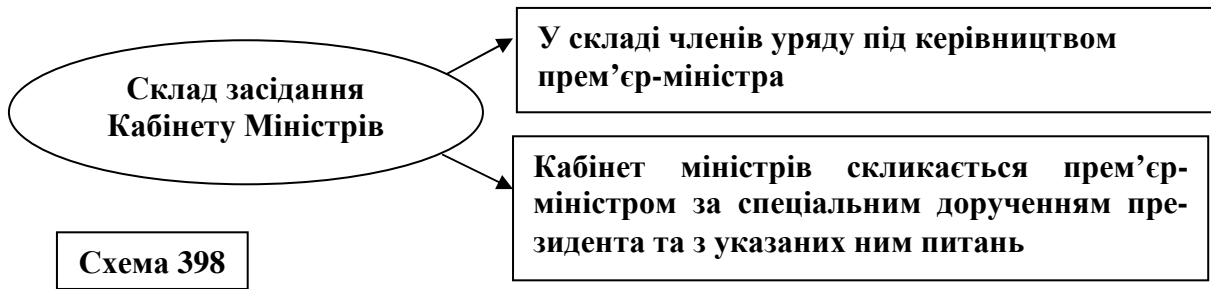 Склад засідання
Кабінету Міністрів
У складі членів уряду під керівництвом
прем’єр-міністра
Кабінет міністрів скликається прем’єр-
міністром за спеціальним дорученням пре-
зидента та з указаних ним питань
Схема 398